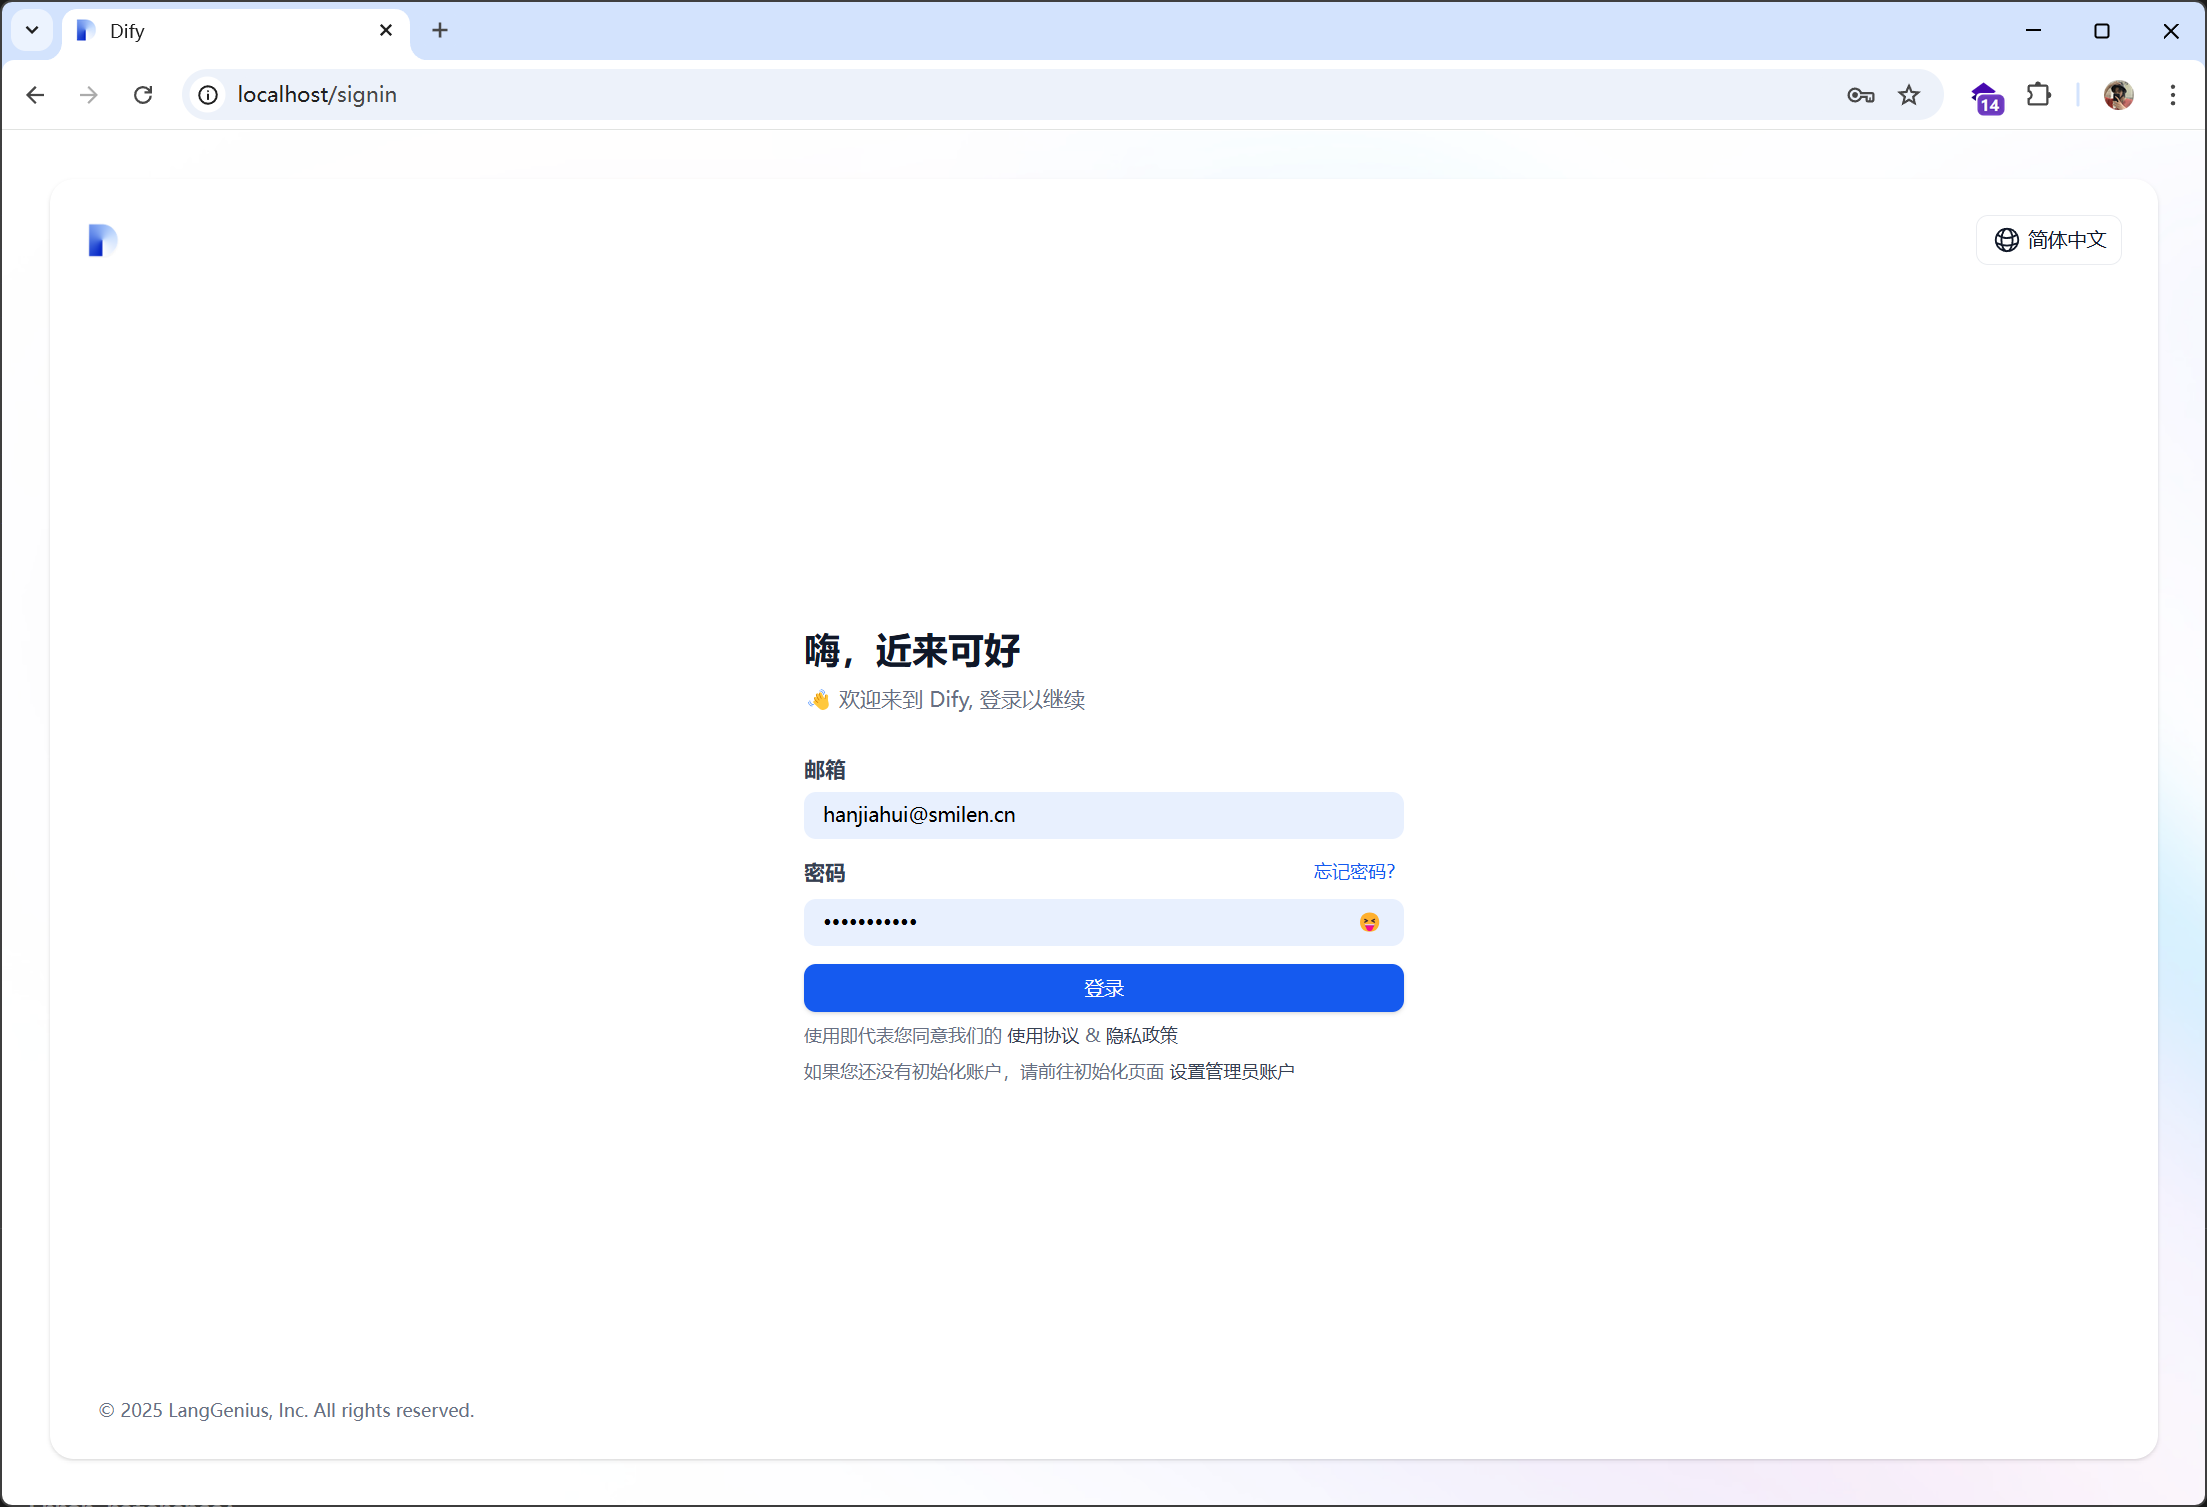 Dify
localhost/signin
14
简体中文
嗨，近来可好
👋 欢迎来到 Dify, 登录以继续
邮箱
hanjiahui@smilen.cn
密码 忘记密码？
•••••••••••
登录
使用即代表您同意我们的 使用协议 & 隐私政策
如果您还没有初始化账户，请前往初始化页面 设置管理员账户
© 2025 LangGenius, Inc. All rights reserved.